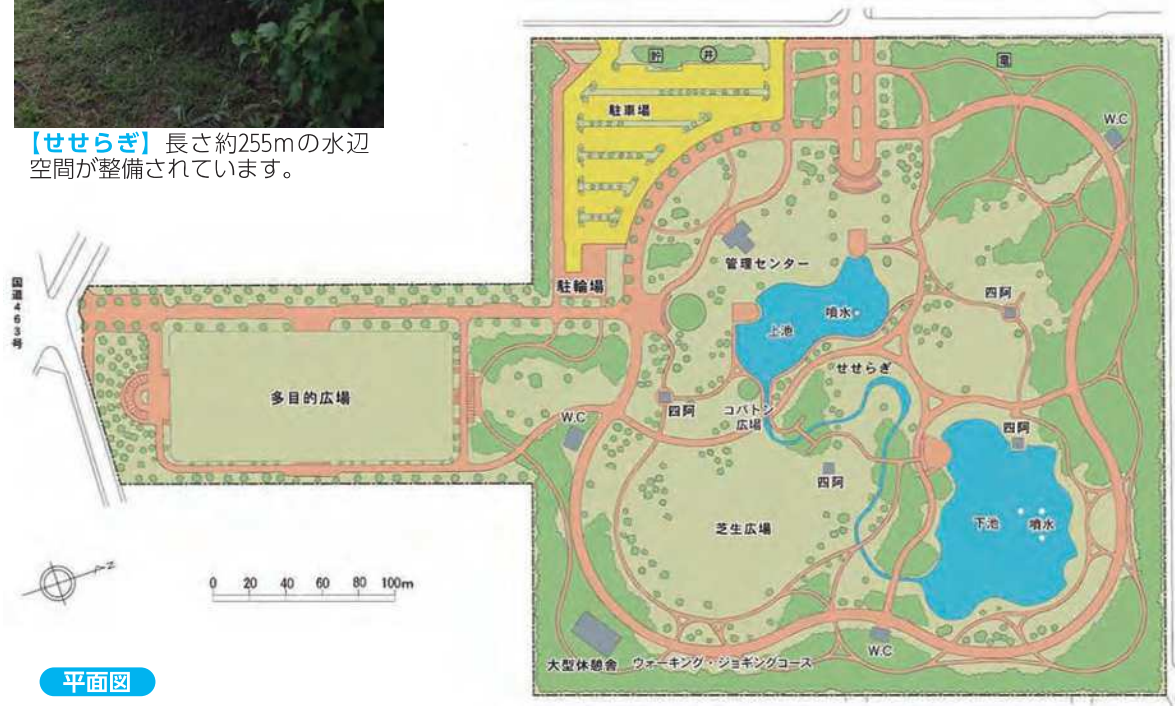 【せせらぎ】長さ約255mの水辺
空間が整備されています。
貯
井
電
駐車場
W.C
管理センター
国道463号
駐輪場
四阿
噴水
上池
せせらぎ
多目的広場
四阿
コバトン
広場
W.C
四阿
四阿
芝生広場
下池
噴水
N
0 20 40 60 80 100m
W.C
大型休憩舎
ウォーキング・ジョギングコース
平面図